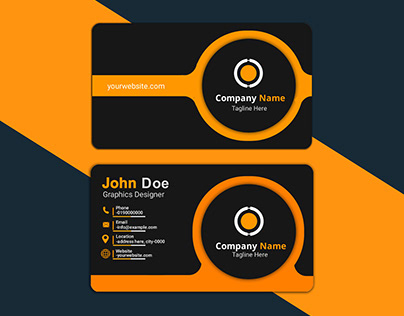 yourwebsite.com
Company Name
Tagline Here
John Doe
Graphics Designer
Phone
-0190000000
Email
-info@example.com
Location
-address here, city-0000
Website
-yourwebsite.com
Company Name
Tagline Here